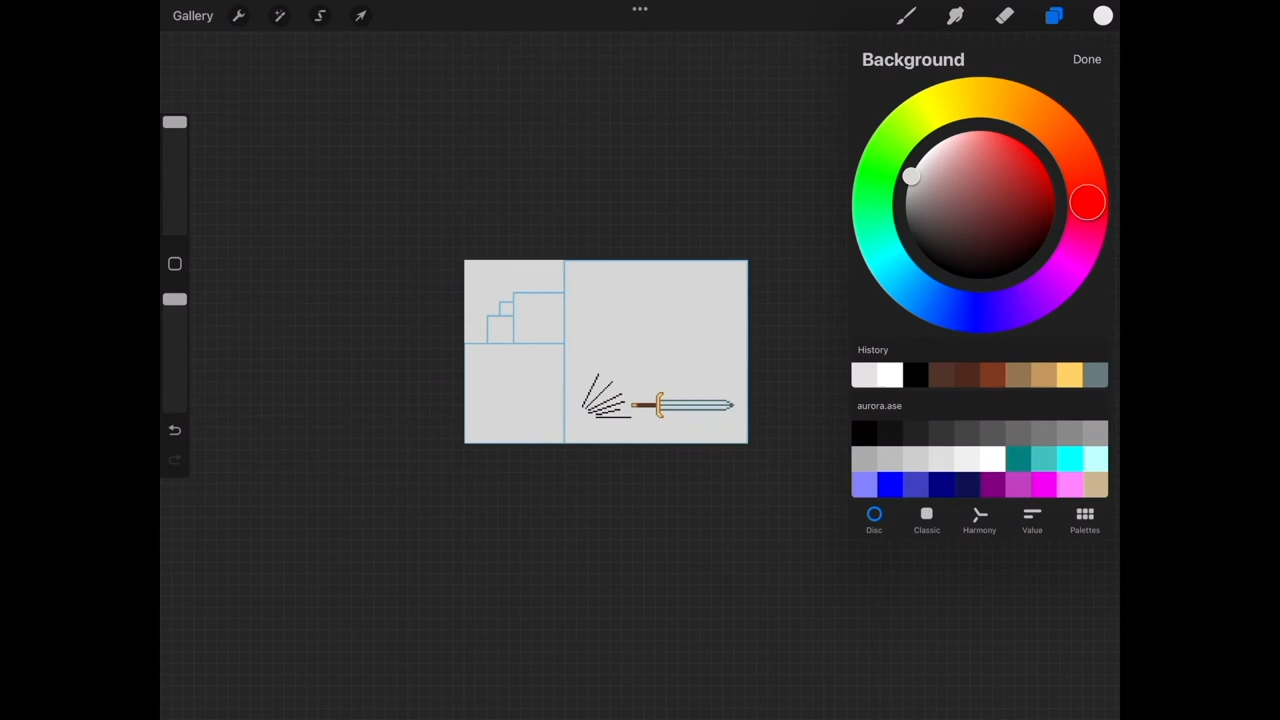 Gallery
Background
Done
History
aurora.ase
Disc
Classic
Harmony
Value
Palettes